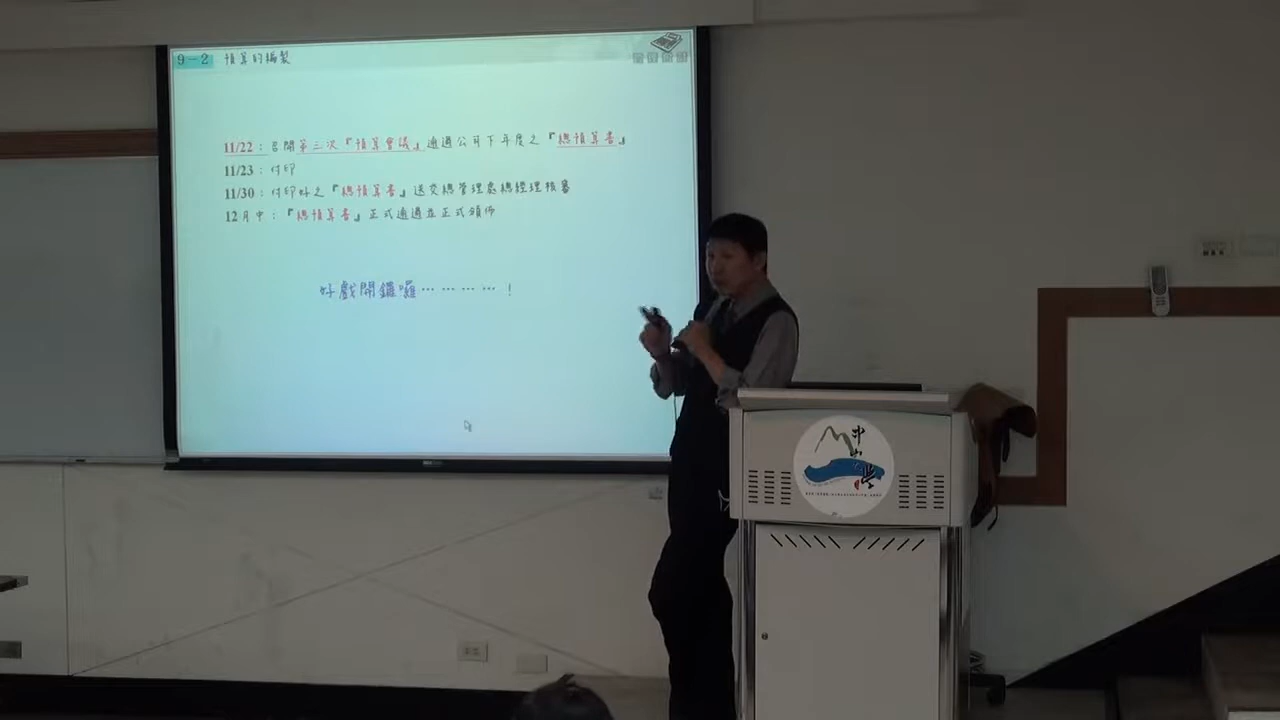 9－2 預算的編製
11/22：召開第三次『預算會議』通過公司下年度之『總預算書』
11/23：付印
11/30：付印好之『總預算書』送交總管理處總經理核審
12月中：『總預算書』正式通過並正式頒佈
好戲開鑼囉…………！